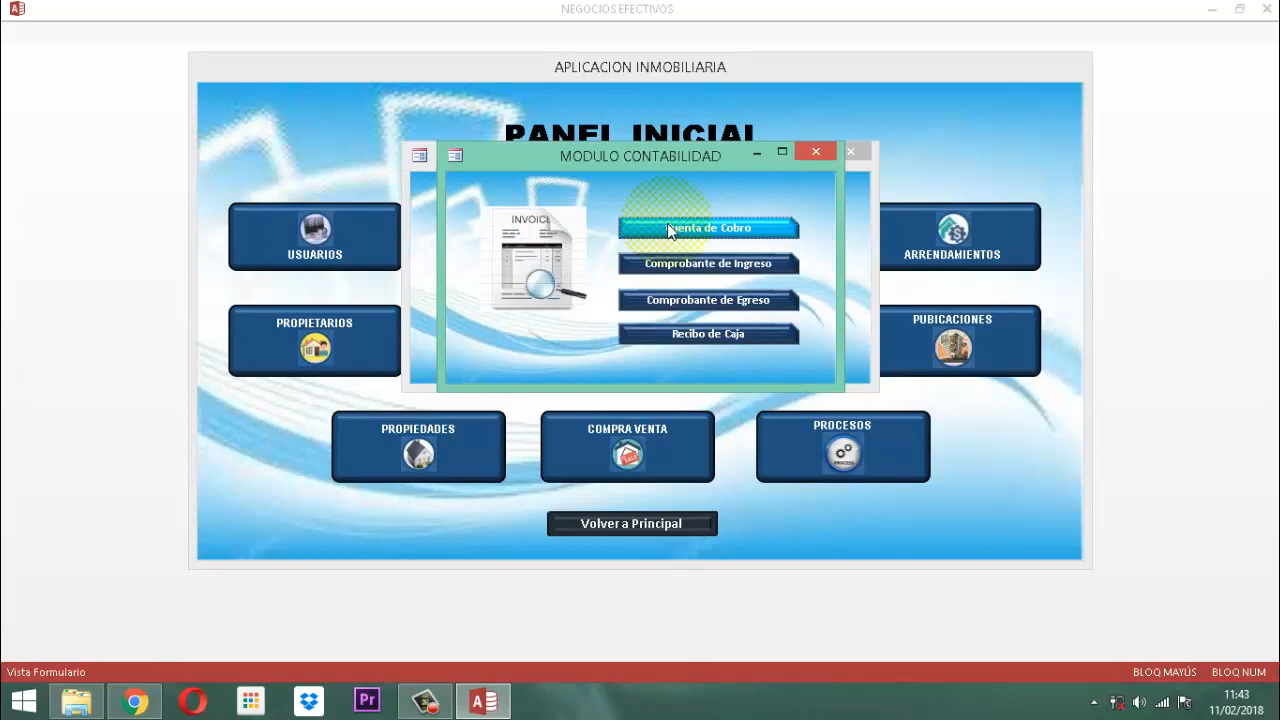 NEGOCIOS EFECTIVOS
APLICACION INMOBILIARIA
PANEL INICIAL
MODULO CONTABILIDAD
INVOICE
Cuenta de Cobro
Comprobante de Ingreso
Comprobante de Egreso
Recibo de Caja
USUARIOS
ARRENDAMIENTOS
PROPIETARIOS
PUBICACIONES
PROPIEDADES
COMPRA VENTA
PROCESOS
PROCESS
Volver a Principal
Vista Formulario
BLOQ MAYÚS
BLOQ NUM
Pr
11:43
11/02/2018